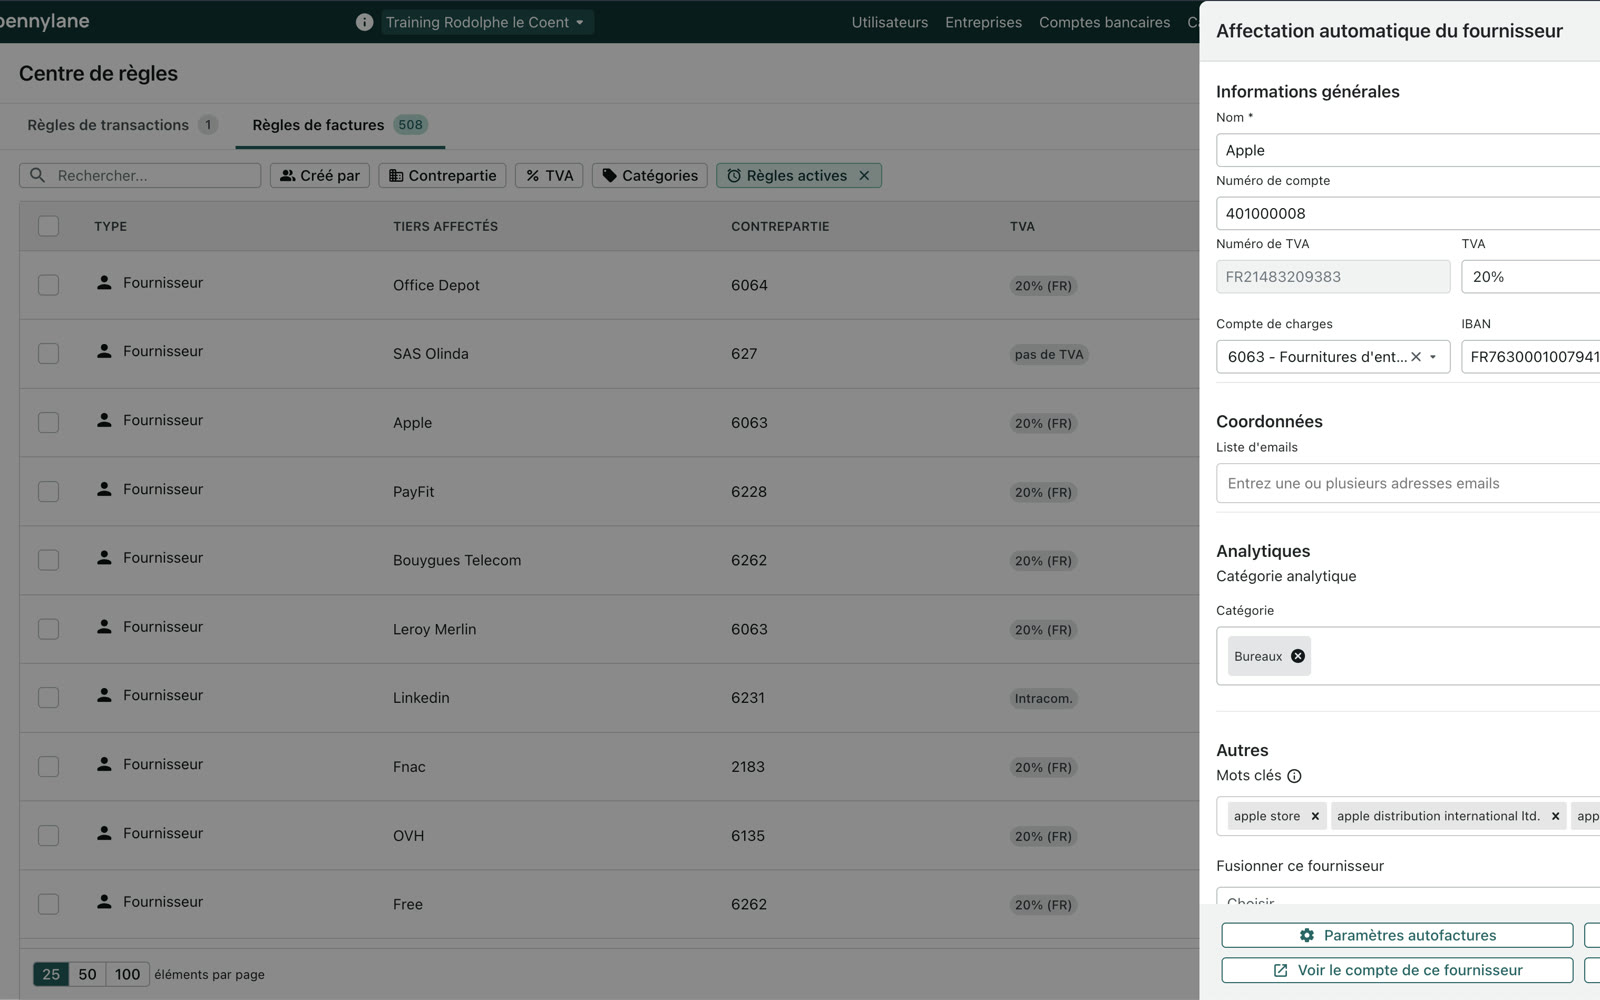 pennylane
Training Rodolphe le Coent
Utilisateurs Entreprises Comptes bancaires
Centre de règles
Règles de transactions 1 Règles de factures 508
Rechercher... Créé par Contrepartie % TVA Catégories Règles actives
TYPE TIERS AFFECTÉS CONTREPARTIE TVA
Fournisseur Office Depot 6064 20% (FR)
Fournisseur SAS Olinda 627 pas de TVA
Fournisseur Apple 6063 20% (FR)
Fournisseur PayFit 6228 20% (FR)
Fournisseur Bouygues Telecom 6262 20% (FR)
Fournisseur Leroy Merlin 6063 20% (FR)
Fournisseur Linkedin 6231 Intracom.
Fournisseur Fnac 2183 20% (FR)
Fournisseur OVH 6135 20% (FR)
Fournisseur Free 6262 20% (FR)
25 50 100 éléments par page
Affectation automatique du fournisseur
Informations générales
Nom *
Apple
Numéro de compte
401000008
Numéro de TVA TVA
FR21483209383 20%
Compte de charges IBAN
6063 - Fournitures d'ent... FR7630001007941
Coordonnées
Liste d'emails
Entrez une ou plusieurs adresses emails
Analytiques
Catégorie analytique
Catégorie
Bureaux
Autres
Mots clés
apple store apple distribution international ltd. app
Fusionner ce fournisseur
Choisir
Paramètres autofactures
Voir le compte de ce fournisseur